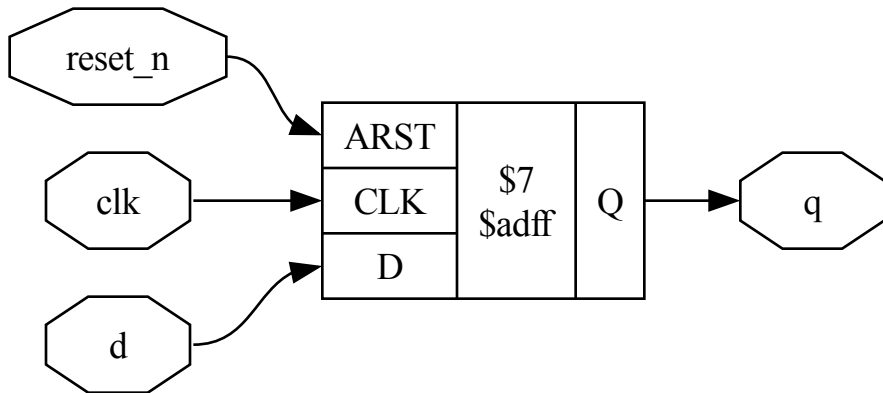 reset_n
clk
d
ARST
CLK
D
$7
$adff
Q
q